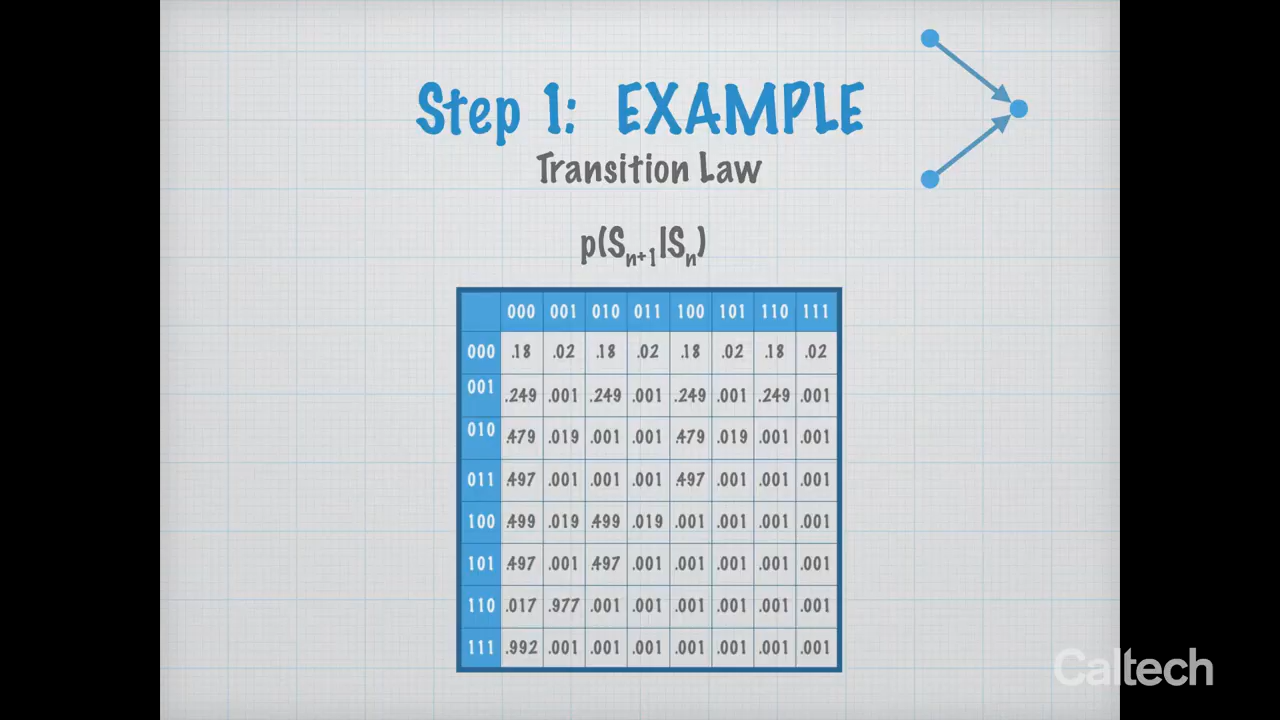 Step 1: EXAMPLE
Transition Law
p(Sn+1|Sn)
000 001 010 011 100 101 110 111
000 .18 .02 .18 .02 .18 .02 .18 .02
001 .249 .001 .249 .001 .249 .001 .249 .001
010 .479 .019 .001 .001 .479 .019 .001 .001
011 .497 .001 .001 .001 .497 .001 .001 .001
100 .499 .019 .499 .019 .001 .001 .001 .001
101 .497 .001 .497 .001 .001 .001 .001 .001
110 .017 .977 .001 .001 .001 .001 .001 .001
111 .992 .001 .001 .001 .001 .001 .001 .001
Caltech